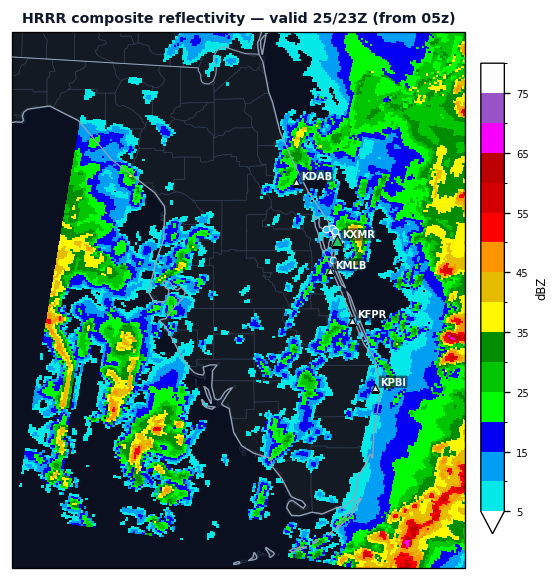 HRRR composite reflectivity — valid 25/23Z (from 05z)
KDAB
KXMR
KMLB
KFPR
KPBI
75
65
55
45
35
25
15
5
dBZ